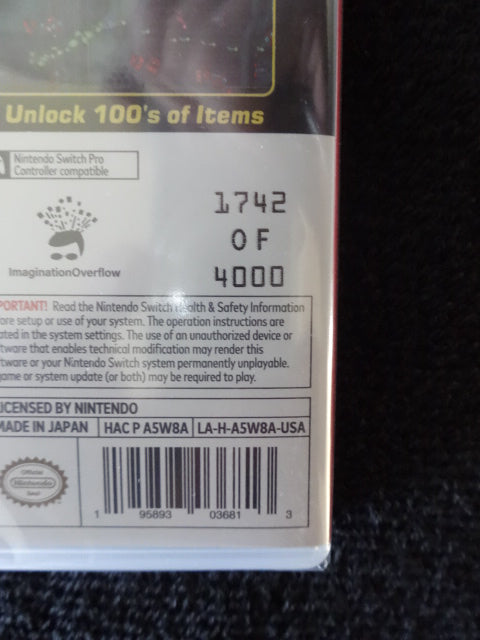 Unlock 100's of Items
Nintendo Switch Pro
Controller compatible
1742
OF
4000
ImaginationOverflow
PORTANT! Read the Nintendo Switch Health & Safety Information
ore setup or use of your system. The operation instructions are
ated in the system settings. The use of an unauthorized device or
tware that enables technical modification may render this
tware or your Nintendo Switch system permanently unplayable.
game or system update (or both) may be required to play.
ICENSED BY NINTENDO
MADE IN JAPAN HAC P A5W8A LA-H-A5W8A-USA
Official
Nintendo
Seal
1 95893 03681 3